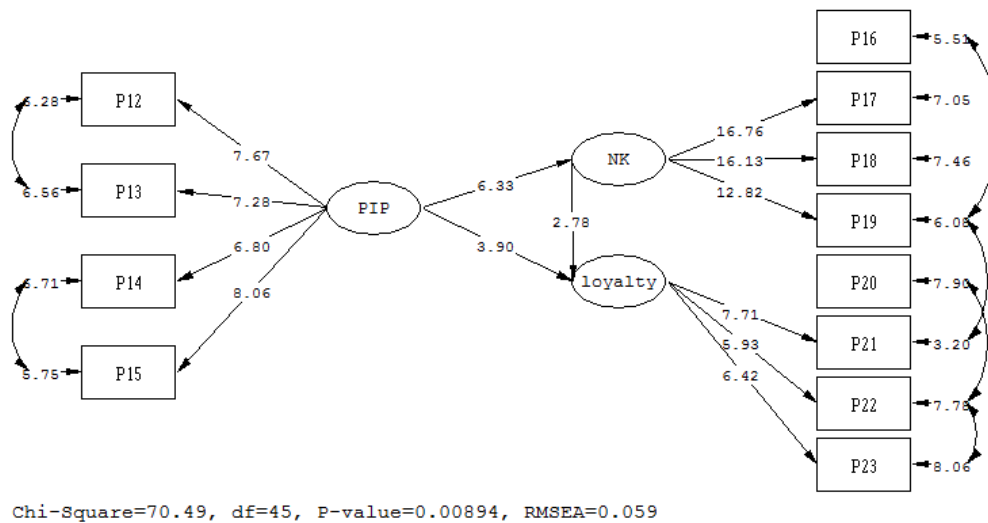 P16
5.51
P12
P17
7.05
7.67
16.76
NK
P18
7.46
16.13
6.56
P13
7.28
6.33
12.82
PIP
P19
6.08
2.78
6.80
3.90
P14
loyalty
P20
7.90
8.06
7.71
P21
3.20
5.93
5.75
P15
6.42
P22
7.78
P23
8.06
Chi-Square=70.49, df=45, P-value=0.00894, RMSEA=0.059